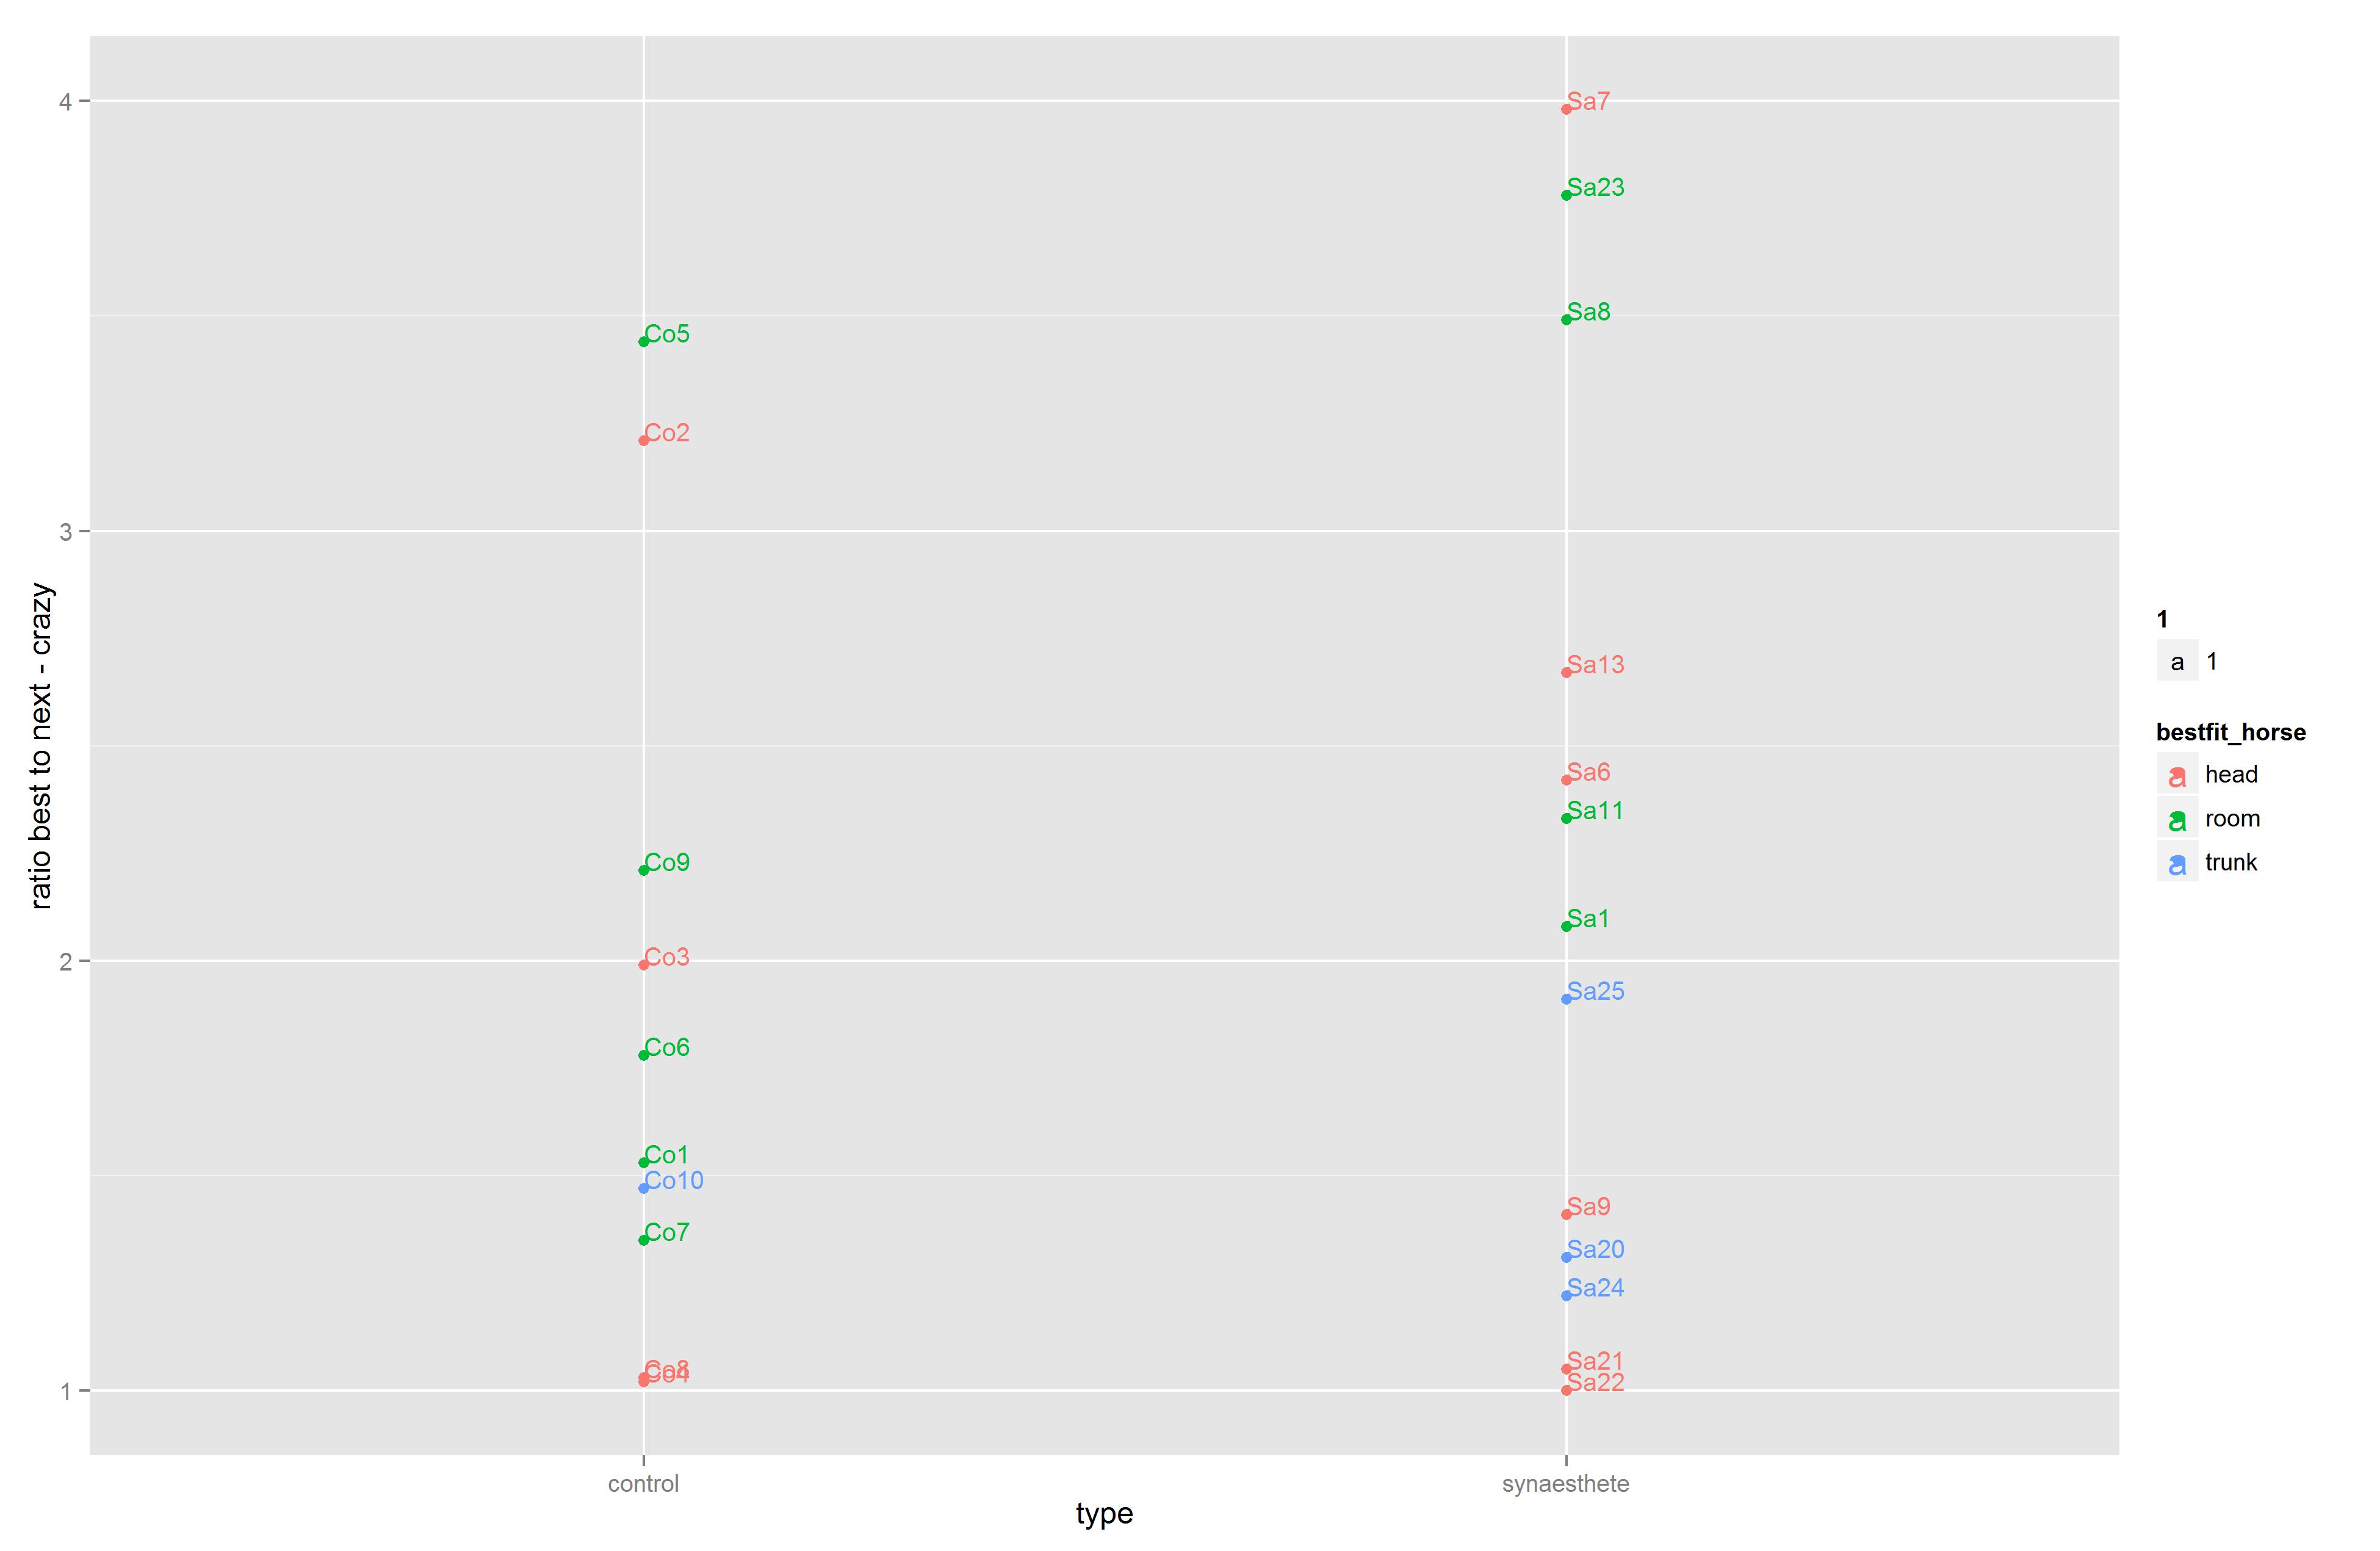 4
3
2
1
ratio best to next - crazy
Co5
Co2
Co9
Co3
Co6
Co1
Co10
Co7
Co4
Sa7
Sa23
Sa8
Sa13
Sa6
Sa11
Sa1
Sa25
Sa9
Sa20
Sa24
Sa21
Sa22
control
synaesthete
type
1
a 1
bestfit_horse
a head
a room
a trunk